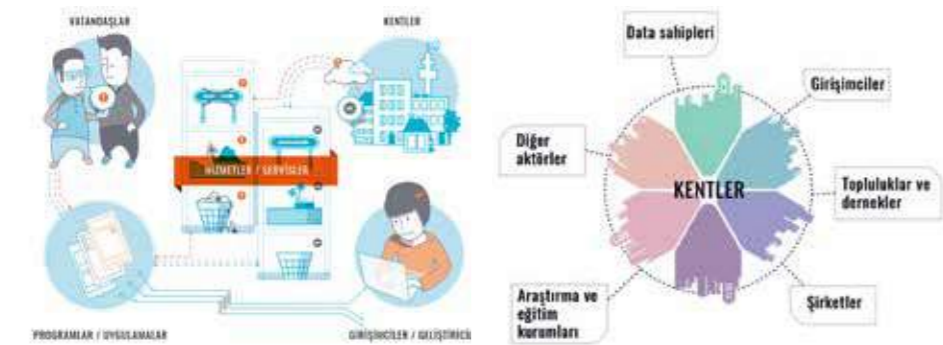 VATANDAŞLAR
KENTLER
HİZMETLER / SERVİSLER
PROGRAMLAR / UYGULAMALAR
GİRİŞİMCİLER / GELİŞTİRİCİ
Data sahipleri
Girişimciler
Diğer
aktörler
KENTLER
Topluluklar ve
dernekler
Araştırma ve
eğitim
kurumları
Şirketler